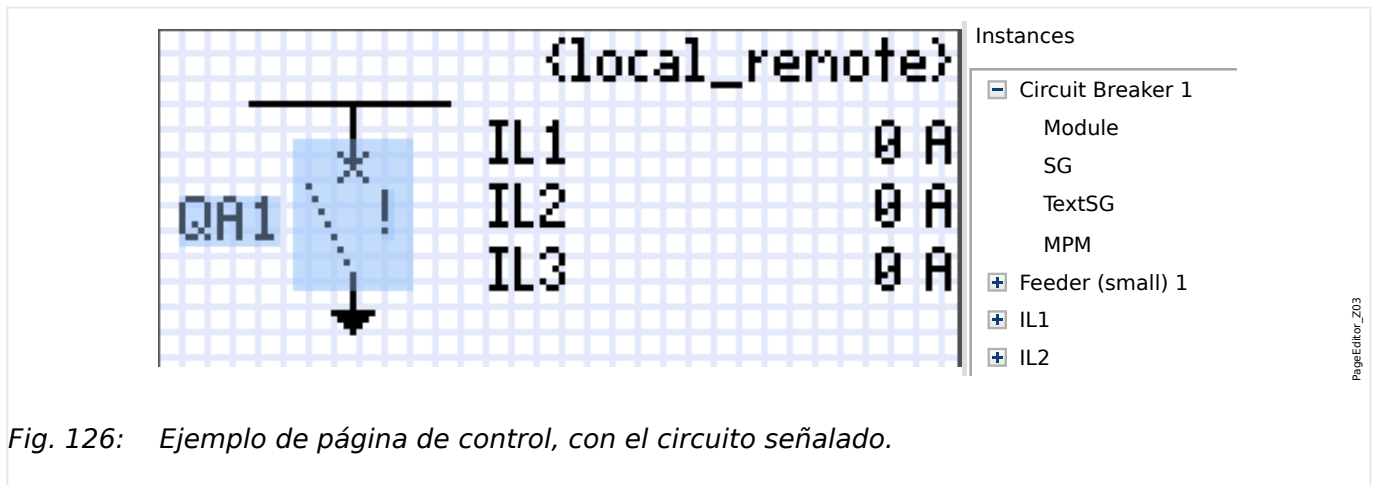 {local_remote}
IL1 0 A
QA1 ! IL2 0 A
IL3 0 A
Instances
Circuit Breaker 1
Module
SG
TextSG
MPM
Feeder (small) 1
IL1
IL2
PageEditor_Z03
Fig. 126: Ejemplo de página de control, con el circuito señalado.